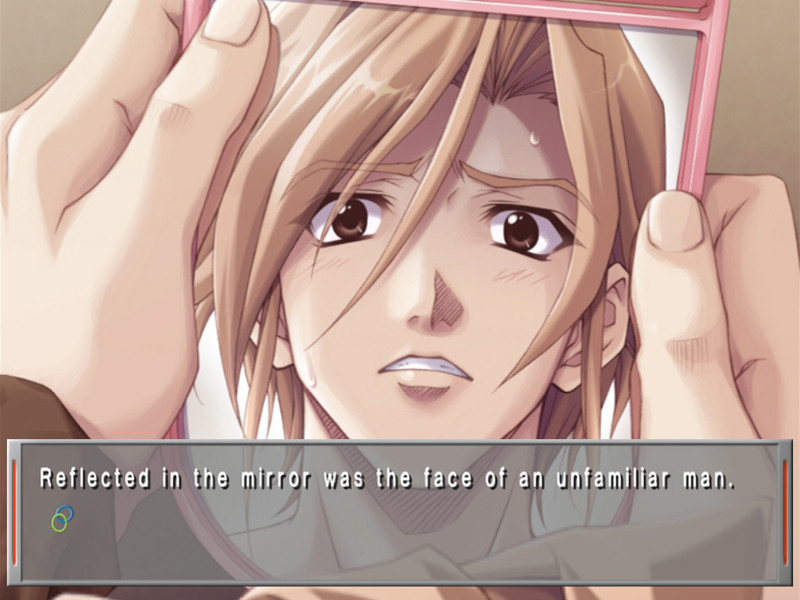 Reflected in the mirror was the face of an unfamiliar man.